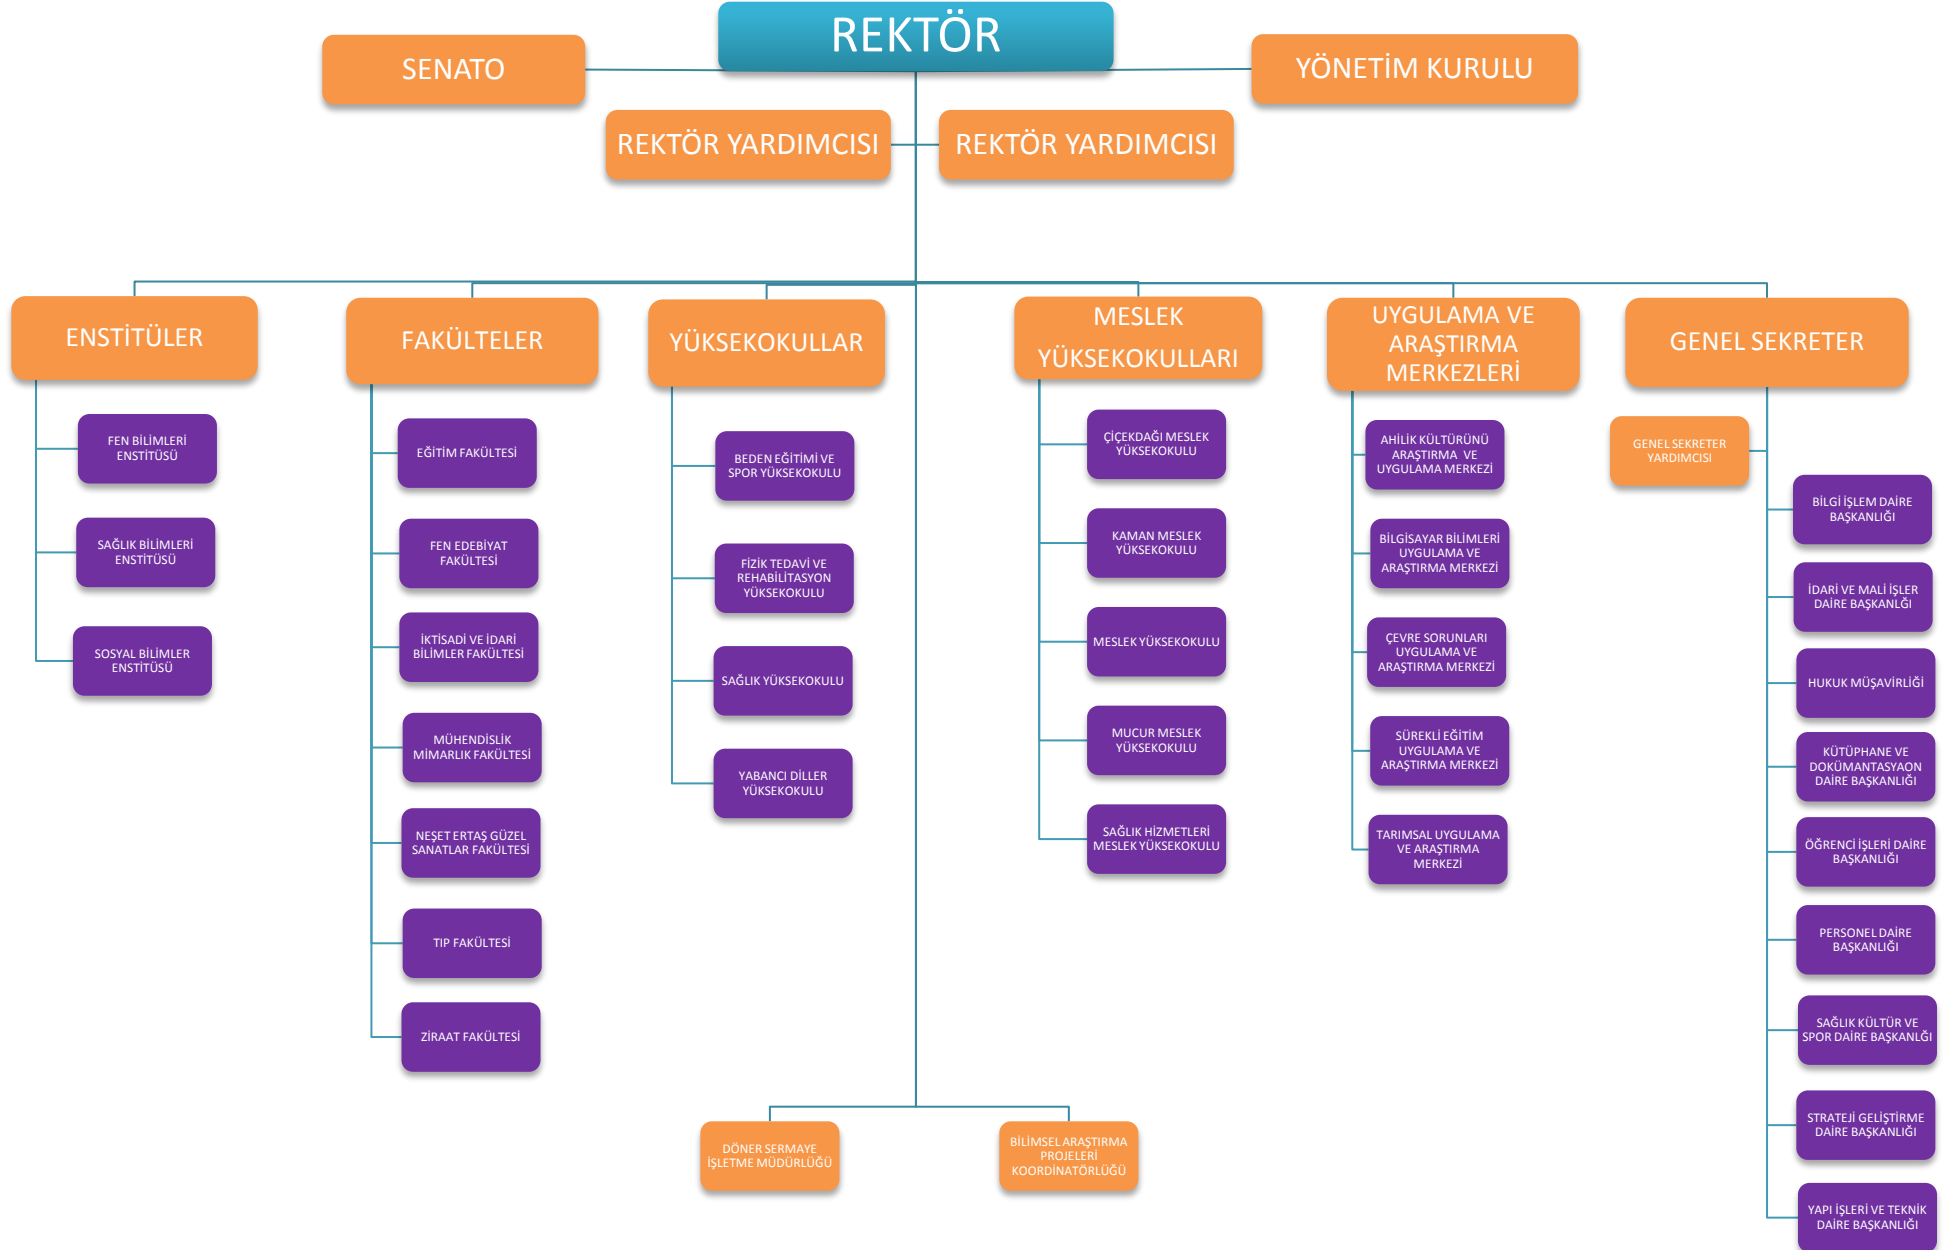 REKTÖR
SENATO
YÖNETİM KURULU
REKTÖR YARDIMCISI
REKTÖR YARDIMCISI
ENSTİTÜLER
FEN BİLİMLERİ
ENSTİTÜSÜ
SAĞLIK BİLİMLERİ
ENSTİTÜSÜ
SOSYAL BİLİMLER
ENSTİTÜSÜ
FAKÜLTELER
EĞİTİM FAKÜLTESİ
FEN EDEBİYAT
FAKÜLTESİ
İKTİSADİ VE İDARİ
BİLİMLER FAKÜLTESİ
MÜHENDİSLİK
MİMARLIK FAKÜLTESİ
NEŞET ERTAŞ GÜZEL
SANATLAR FAKÜLTESİ
TIP FAKÜLTESİ
ZİRAAT FAKÜLTESİ
YÜKSEKOKULLAR
BEDEN EĞİTİMİ VE
SPOR YÜKSEKOKULU
FİZİK TEDAVİ VE
REHABİLİTASYON
YÜKSEKOKULU
SAĞLIK YÜKSEKOKULU
YABANCI DİLLER
YÜKSEKOKULU
MESLEK
YÜKSEKOKULLARI
ÇİÇEKDAĞI MESLEK
YÜKSEKOKULU
KAMAN MESLEK
YÜKSEKOKULU
MESLEK YÜKSEKOKULU
MUCUR MESLEK
YÜKSEKOKULU
SAĞLIK HİZMETLERİ
MESLEK YÜKSEKOKULU
UYGULAMA VE
ARAŞTIRMA
MERKEZLERİ
AHİLİK KÜLTÜRÜNÜ
ARAŞTIRMA VE
UYGULAMA MERKEZİ
BİLGİSAYAR BİLİMLERİ
UYGULAMA VE
ARAŞTIRMA MERKEZİ
ÇEVRE SORUNLARI
UYGULAMA VE
ARAŞTIRMA MERKEZİ
SÜREKLİ EĞİTİM
UYGULAMA VE
ARAŞTIRMA MERKEZİ
TARIMSAL UYGULAMA
VE ARAŞTIRMA
MERKEZİ
GENEL SEKRETER
GENEL SEKRETER
YARDIMCISI
BİLGİ İŞLEM DAİRE
BAŞKANLIĞI
İDARİ VE MALİ İŞLER
DAİRE BAŞKANLĞI
HUKUK MÜŞAVİRLİĞİ
KÜTÜPHANE VE
DOKÜMANTASYAON
DAİRE BAŞKANLIĞI
ÖĞRENCİ İŞLERİ DAİRE
BAŞKANLIĞI
PERSONEL DAİRE
BAŞKANLIĞI
SAĞLIK KÜLTÜR VE
SPOR DAİRE BAŞKANLĞI
STRATEJİ GELİŞTİRME
DAİRE BAŞKANLIĞI
YAPI İŞLERİ VE TEKNİK
DAİRE BAŞKANLIĞI
DÖNER SERMAYE
İŞLETME MÜDÜRLÜĞÜ
BİLİMSEL ARAŞTIRMA
PROJELERİ
KOORDİNATÖRLÜĞÜ